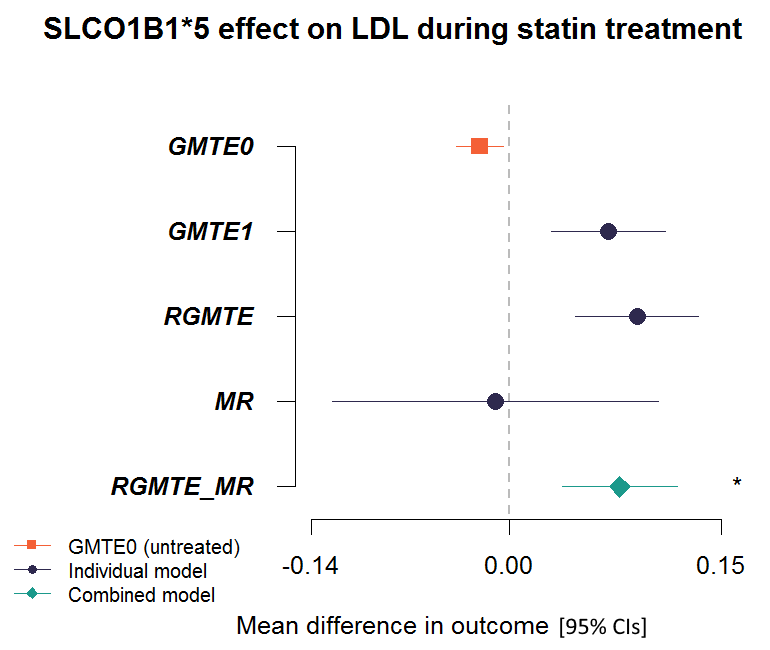 SLCO1B1*5 effect on LDL during statin treatment
GMTE0
GMTE1
RGMTE
MR
RGMTE_MR
*
GMTE0 (untreated)
Individual model
Combined model
-0.14 0.00 0.15
Mean difference in outcome [95% CIs]